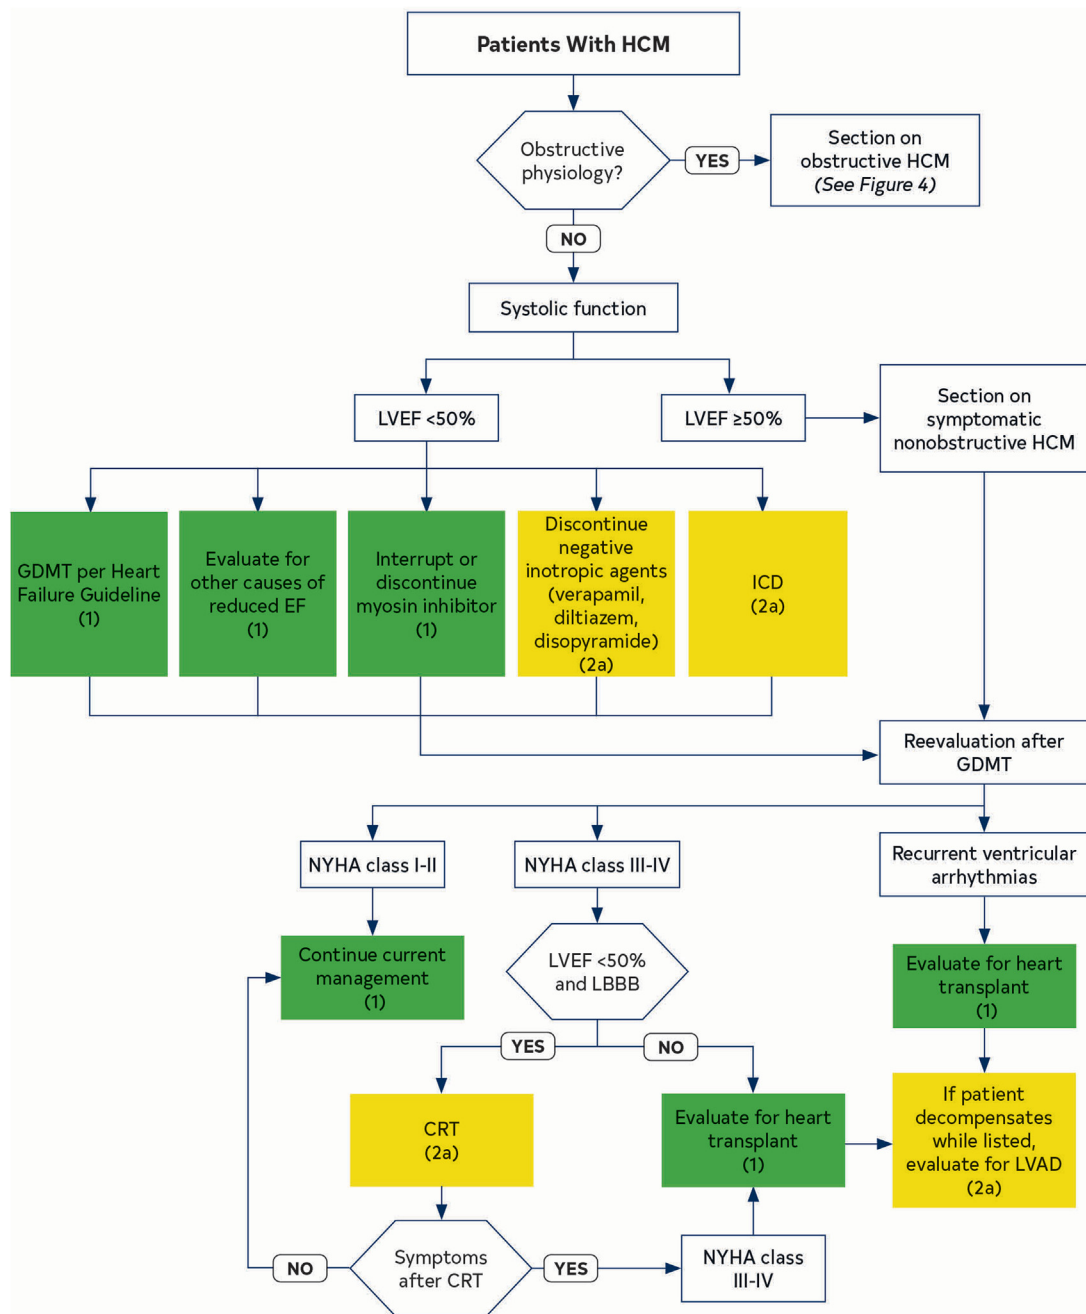 Patients With HCM
Obstructive
physiology?
YES
Section on
obstructive HCM
(See Figure 4)
NO
Systolic function
LVEF <50%
LVEF ≥50%
Section on
symptomatic
nonobstructive HCM
GDMT per Heart
Failure Guideline
(1)
Evaluate for
other causes of
reduced EF
(1)
Interrupt or
discontinue
myosin inhibitor
(1)
Discontinue
negative
inotropic agents
(verapamil,
diltiazem,
disopyramide)
(2a)
ICD
(2a)
Reevaluation after
GDMT
NYHA class I-II
NYHA class III-IV
Recurrent ventricular
arrhythmias
Continue current
management
(1)
LVEF <50%
and LBBB
Evaluate for heart
transplant
(1)
YES
NO
CRT
(2a)
Evaluate for heart
transplant
(1)
If patient
decompensates
while listed,
evaluate for LVAD
(2a)
NO
Symptoms
after CRT
YES
NYHA class
III-IV